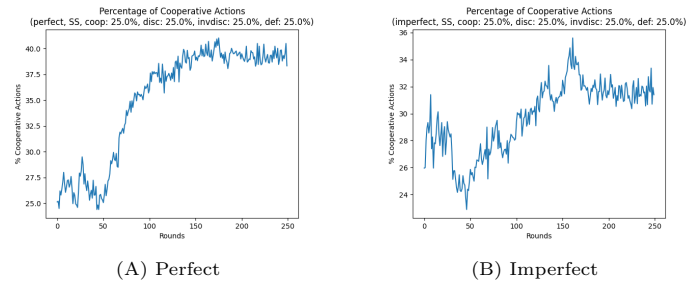 Percentage of Cooperative Actions
(perfect, SS, coop: 25.0%, disc: 25.0%, invdisc: 25.0%, def: 25.0%)
40.0
37.5
35.0
32.5
30.0
27.5
25.0
% Cooperative Actions
0 50 100 150 200 250
Rounds
(A) Perfect
Percentage of Cooperative Actions
(imperfect, SS, coop: 25.0%, disc: 25.0%, invdisc: 25.0%, def: 25.0%)
36
34
32
30
28
26
24
% Cooperative Actions
0 50 100 150 200 250
Rounds
(B) Imperfect